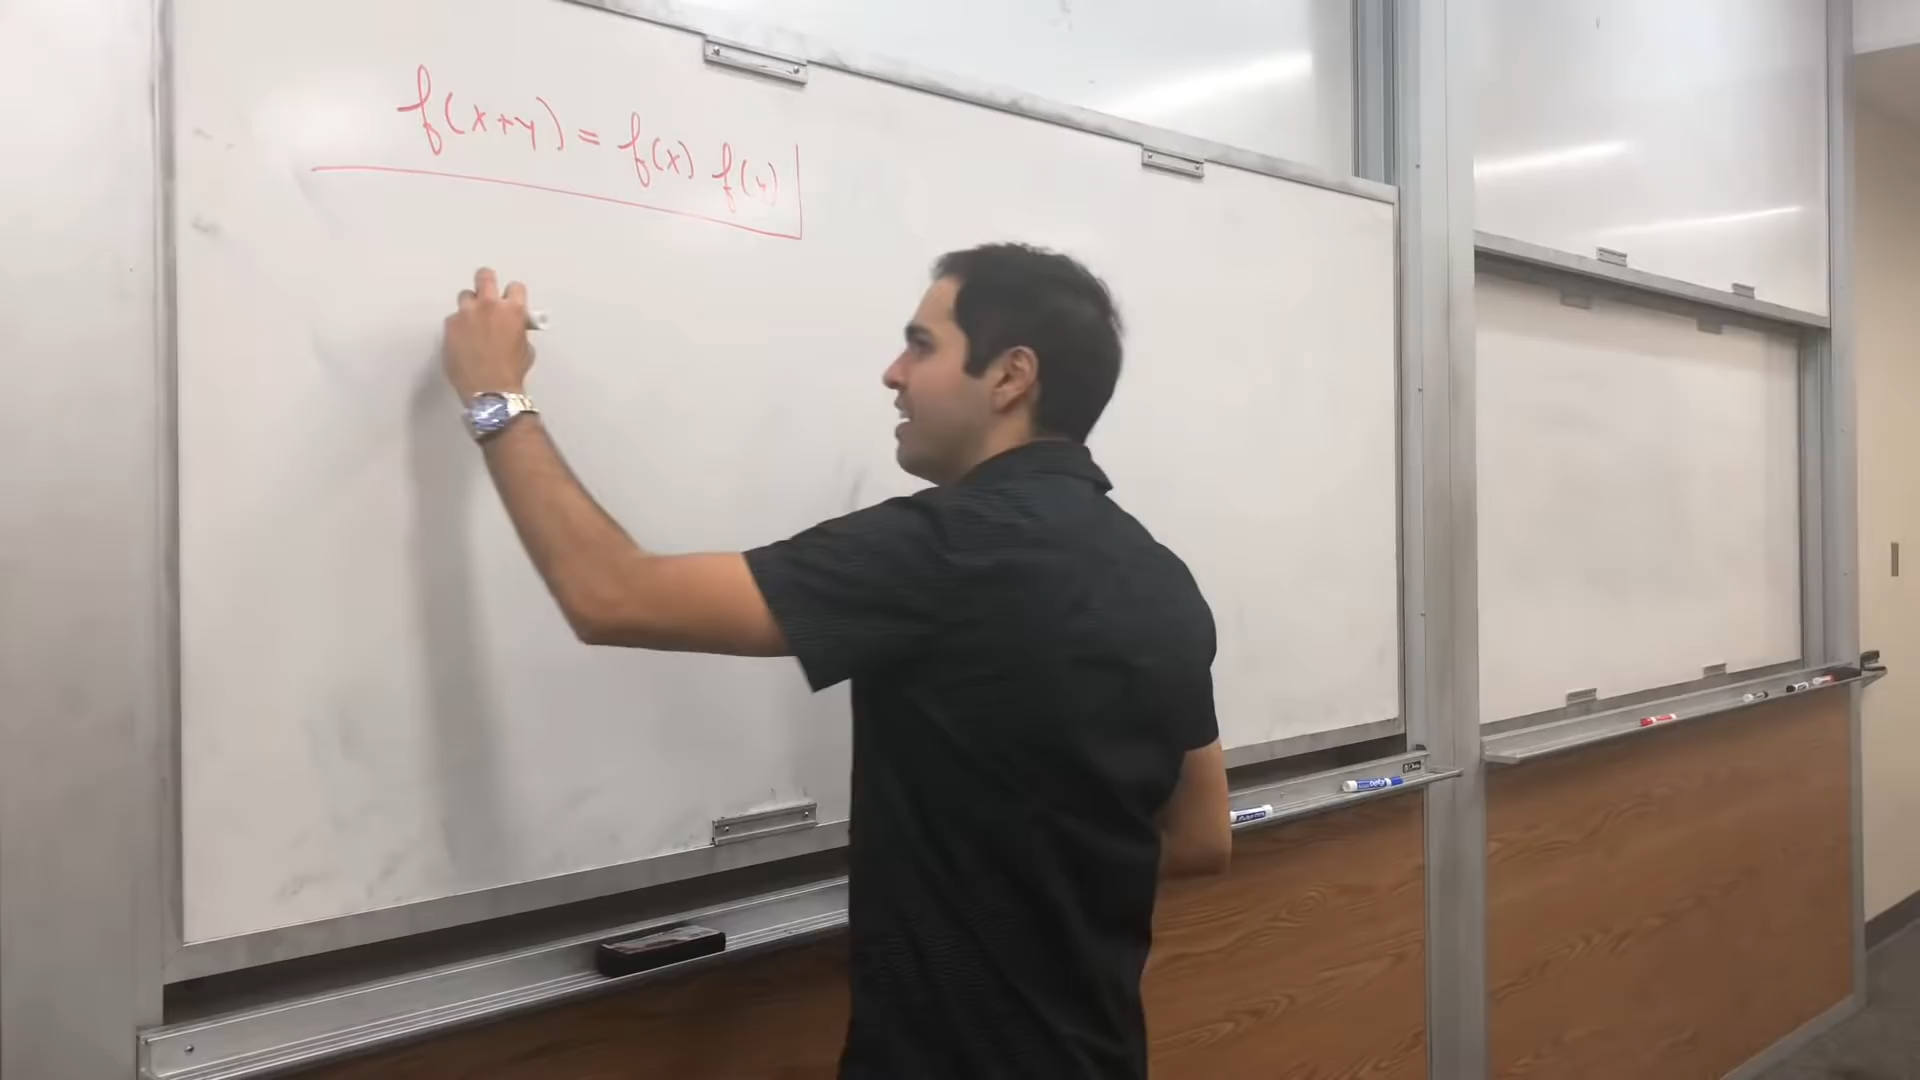 f(x+y) = f(x) f(y)